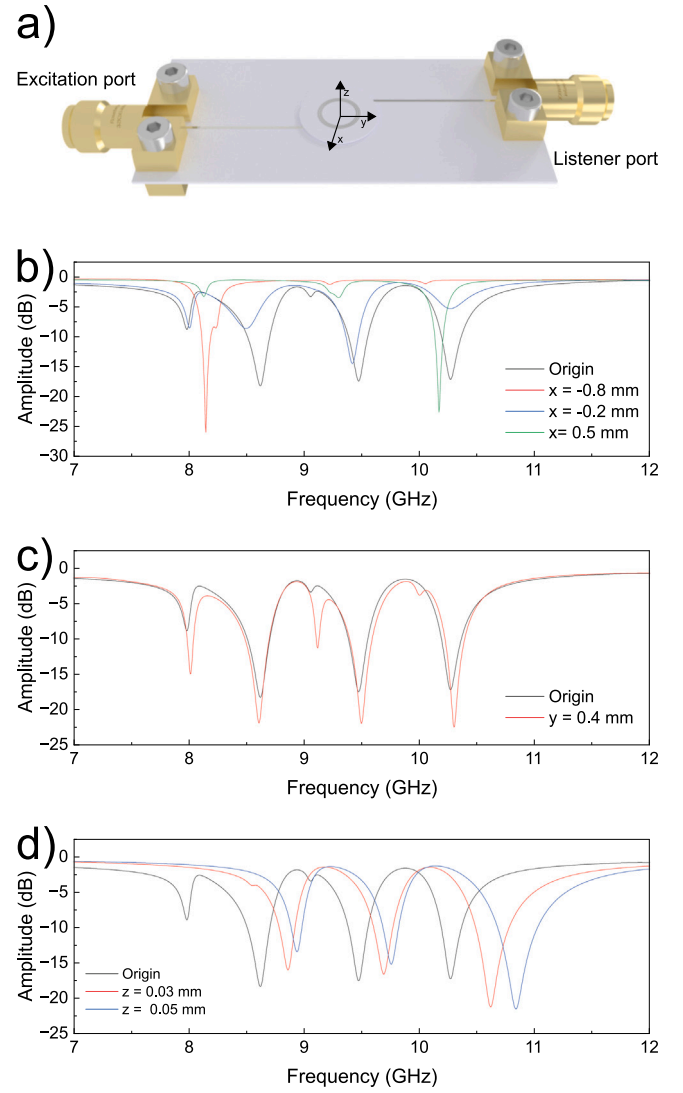 a)
Excitation port
z
y
x
Listener port
b)
0
−5
−10
−15
−20
−25
−30
Amplitude (dB)
Origin
x = -0.8 mm
x = -0.2 mm
x= 0.5 mm
7 8 9 10 11 12
Frequency (GHz)
c)
0
−5
−10
−15
−20
−25
Amplitude (dB)
Origin
y = 0.4 mm
7 8 9 10 11 12
Frequency (GHz)
d)
0
−5
−10
−15
−20
−25
Amplitude (dB)
Origin
z = 0.03 mm
z = 0.05 mm
7 8 9 10 11 12
Frequency (GHz)